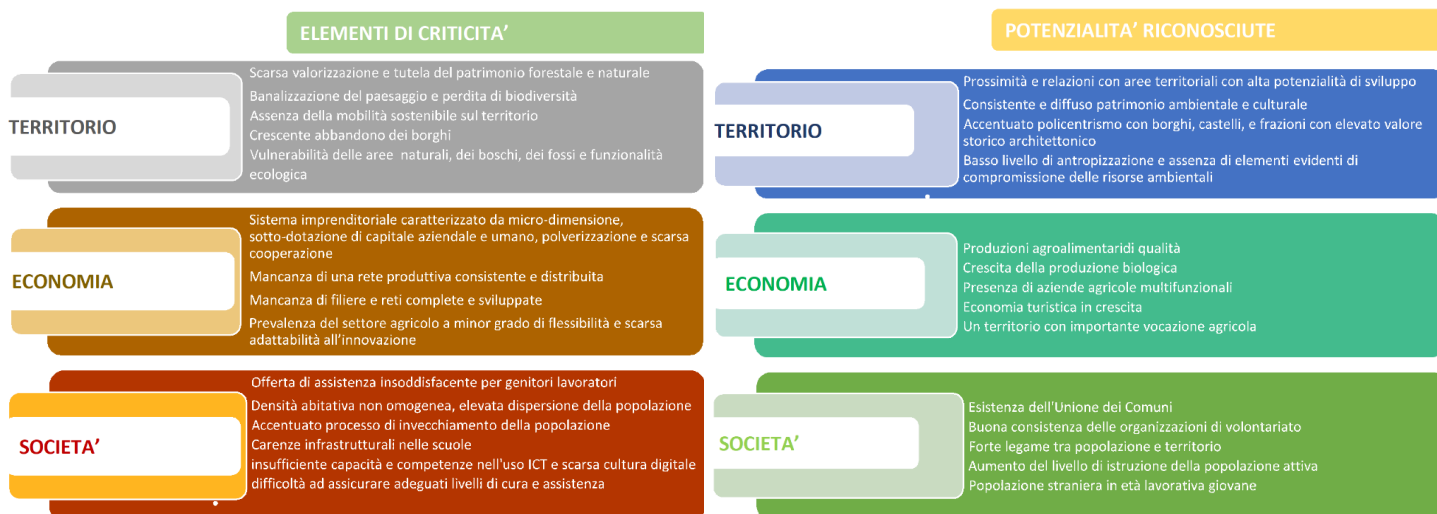 ELEMENTI DI CRITICITA’
TERRITORIO
Scarsa valorizzazione e tutela del patrimonio forestale e naturale
Banalizzazione del paesaggio e perdita di biodiversità
Assenza della mobilità sostenibile sul territorio
Crescente abbandono dei borghi
Vulnerabilità delle aree naturali, dei boschi, dei fossi e funzionalità
ecologica
ECONOMIA
Sistema imprenditoriale caratterizzato da micro-dimensione,
sotto-dotazione di capitale aziendale e umano, polverizzazione e scarsa
cooperazione
Mancanza di una rete produttiva consistente e distribuita
Mancanza di filiere e reti complete e sviluppate
Prevalenza del settore agricolo a minor grado di flessibilità e scarsa
adattabilità all’innovazione
SOCIETA’
Offerta di assistenza insoddisfacente per genitori lavoratori
Densità abitativa non omogenea, elevata dispersione della popolazione
Accentuato processo di invecchiamento della popolazione
Carenze infrastrutturali nelle scuole
insufficiente capacità e competenze nell'uso ICT e scarsa cultura digitale
difficoltà ad assicurare adeguati livelli di cura e assistenza
POTENZIALITA’ RICONOSCIUTE
TERRITORIO
Prossimità e relazioni con aree territoriali con alta potenzialità di sviluppo
Consistente e diffuso patrimonio ambientale e culturale
Accentuato policentrismo con borghi, castelli, e frazioni con elevato valore
storico architettonico
Basso livello di antropizzazione e assenza di elementi evidenti di
compromissione delle risorse ambientali
ECONOMIA
Produzioni agroalimentaridi qualità
Crescita della produzione biologica
Presenza di aziende agricole multifunzionali
Economia turistica in crescita
Un territorio con importante vocazione agricola
SOCIETA’
Esistenza dell'Unione dei Comuni
Buona consistenza delle organizzazioni di volontariato
Forte legame tra popolazione e territorio
Aumento del livello di istruzione della popolazione attiva
Popolazione straniera in età lavorativa giovane